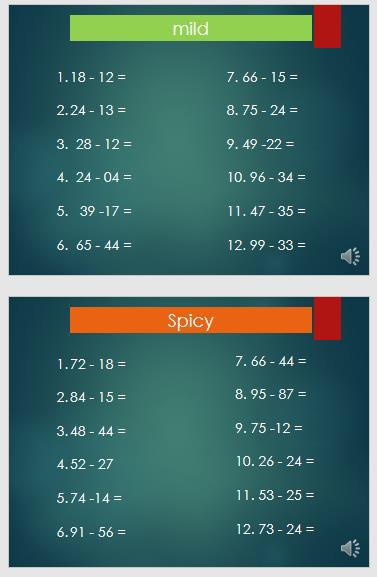 mild
1.18 - 12 =
2.24 - 13 =
3. 28 - 12 =
4. 24 - 04 =
5. 39 -17 =
6. 65 - 44 =
7. 66 - 15 =
8. 75 - 24 =
9. 49 -22 =
10. 96 - 34 =
11. 47 - 35 =
12. 99 - 33 =
Spicy
1.72 - 18 =
2.84 - 15 =
3.48 - 44 =
4.52 - 27
5.74 -14 =
6.91 - 56 =
7. 66 - 44 =
8. 95 - 87 =
9. 75 -12 =
10. 26 - 24 =
11. 53 - 25 =
12. 73 - 24 =